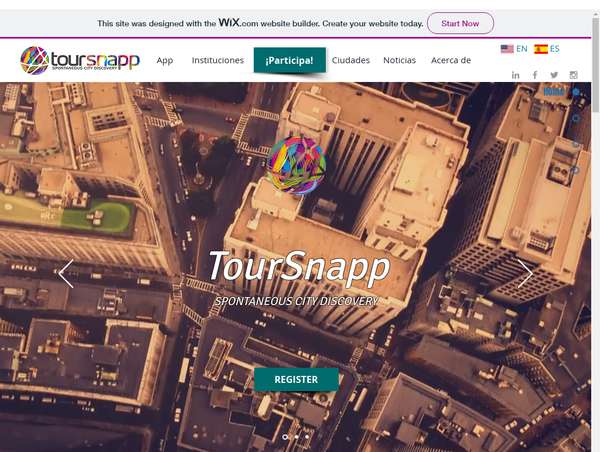 This site was designed with the WiX.com website builder. Create your website today. Start Now
toursnapp
SPONTANEOUS CITY DISCOVERY
App Instituciones ¡Participa! Ciudades Noticias Acerca de
EN ES
Home
TourSnapp
SPONTANEOUS CITY DISCOVERY
REGISTER